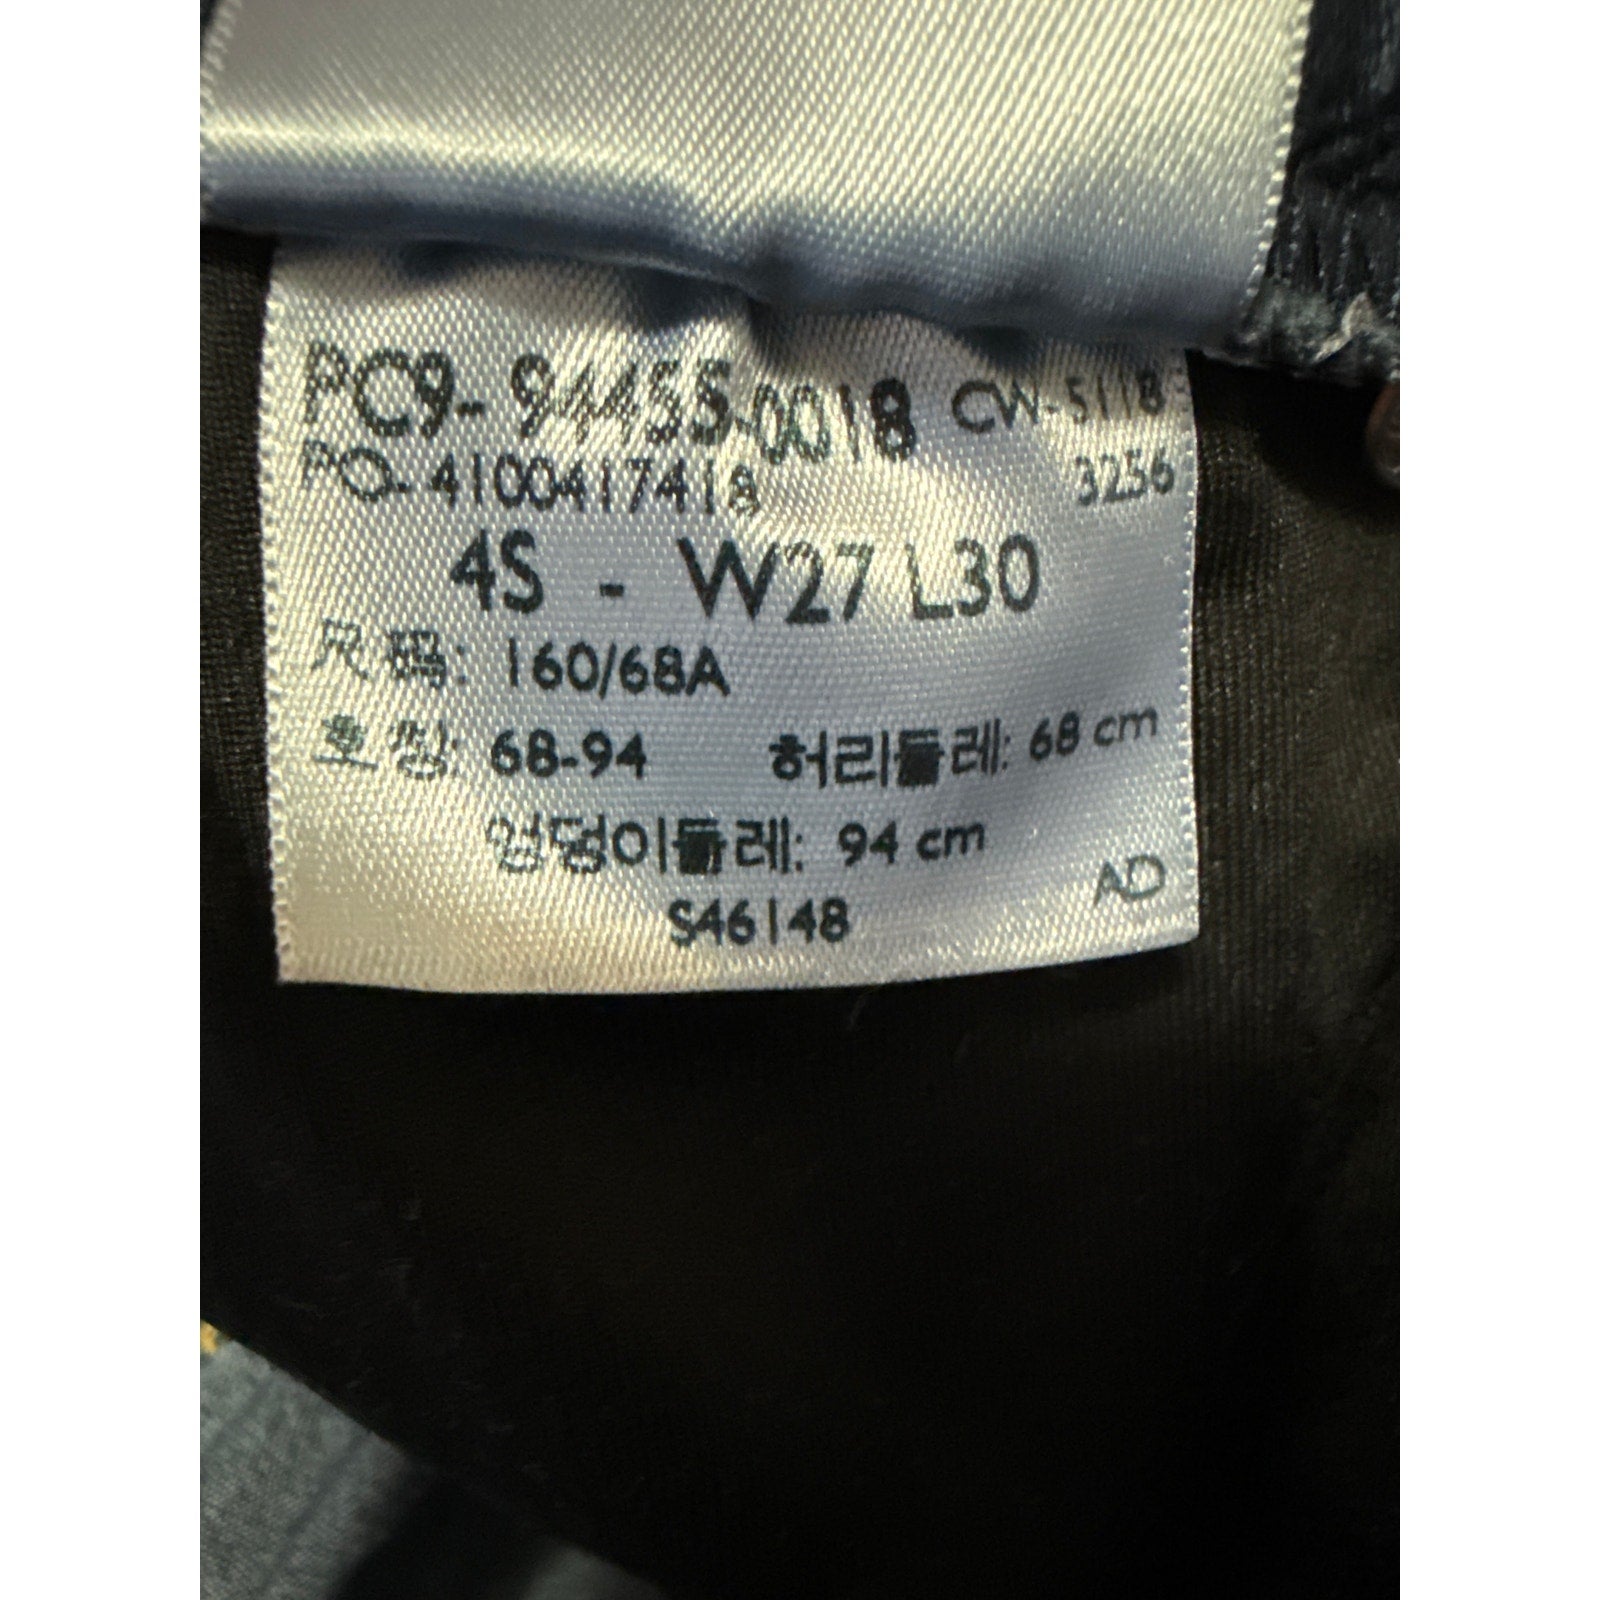 PC9-94455-0018 CW-5118
PO-410041741a 3256
4S - W27 L30
尺码: 160/68A
호칭: 68-94 허리둘레: 68 cm
엉덩이둘레: 94 cm
AD
S46148